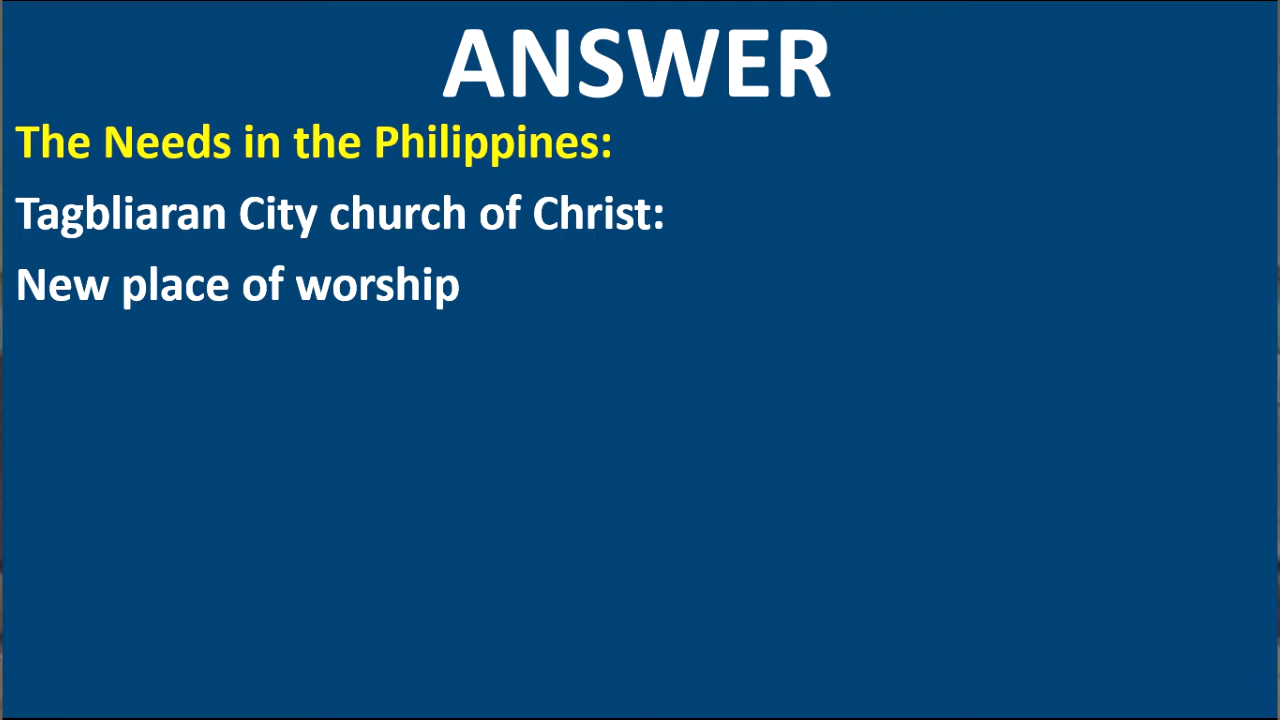 ANSWER
The Needs in the Philippines:
Tagbliaran City church of Christ:
New place of worship